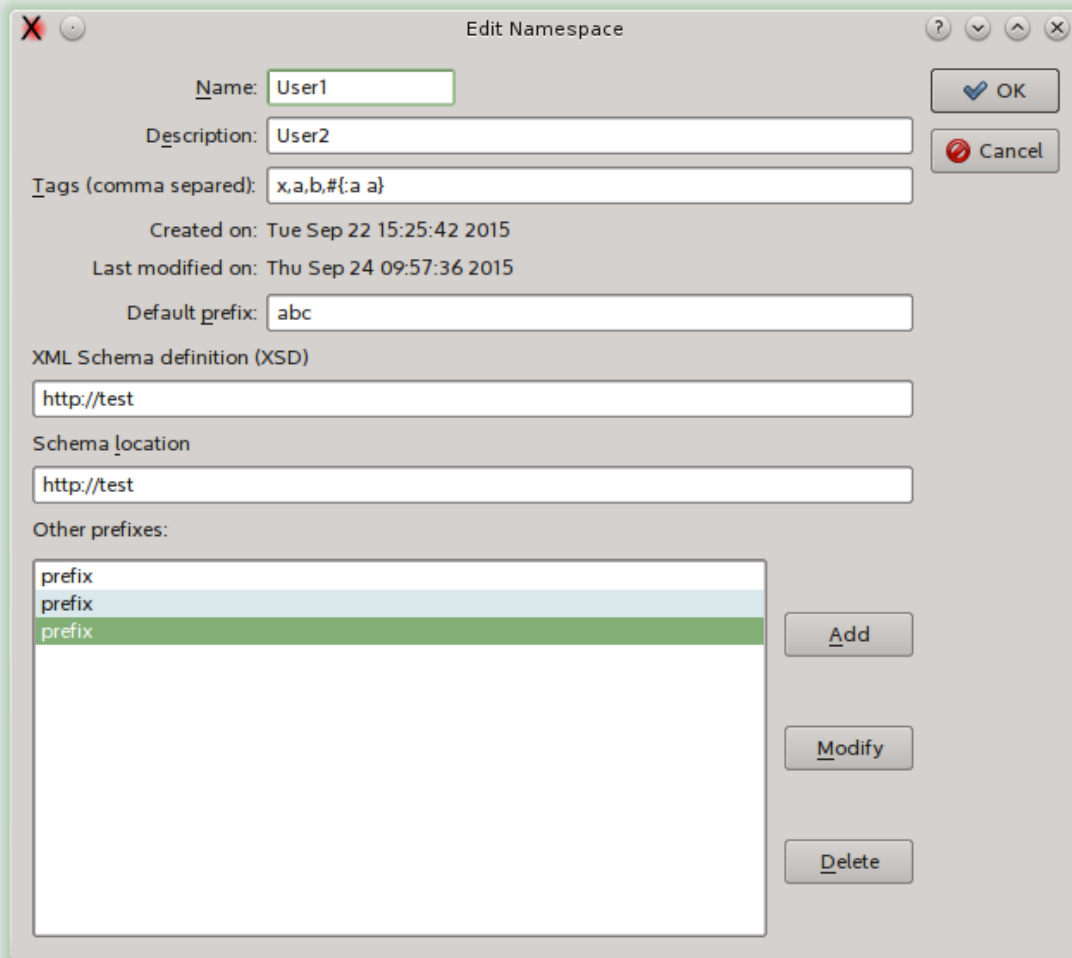 Edit Namespace
Name: User1
OK
Description: User2
Cancel
Tags (comma separed): x,a,b,#{:a a}
Created on: Tue Sep 22 15:25:42 2015
Last modified on: Thu Sep 24 09:57:36 2015
Default prefix: abc
XML Schema definition (XSD)
http://test
Schema location
http://test
Other prefixes:
prefix
prefix
prefix
Add
Modify
Delete